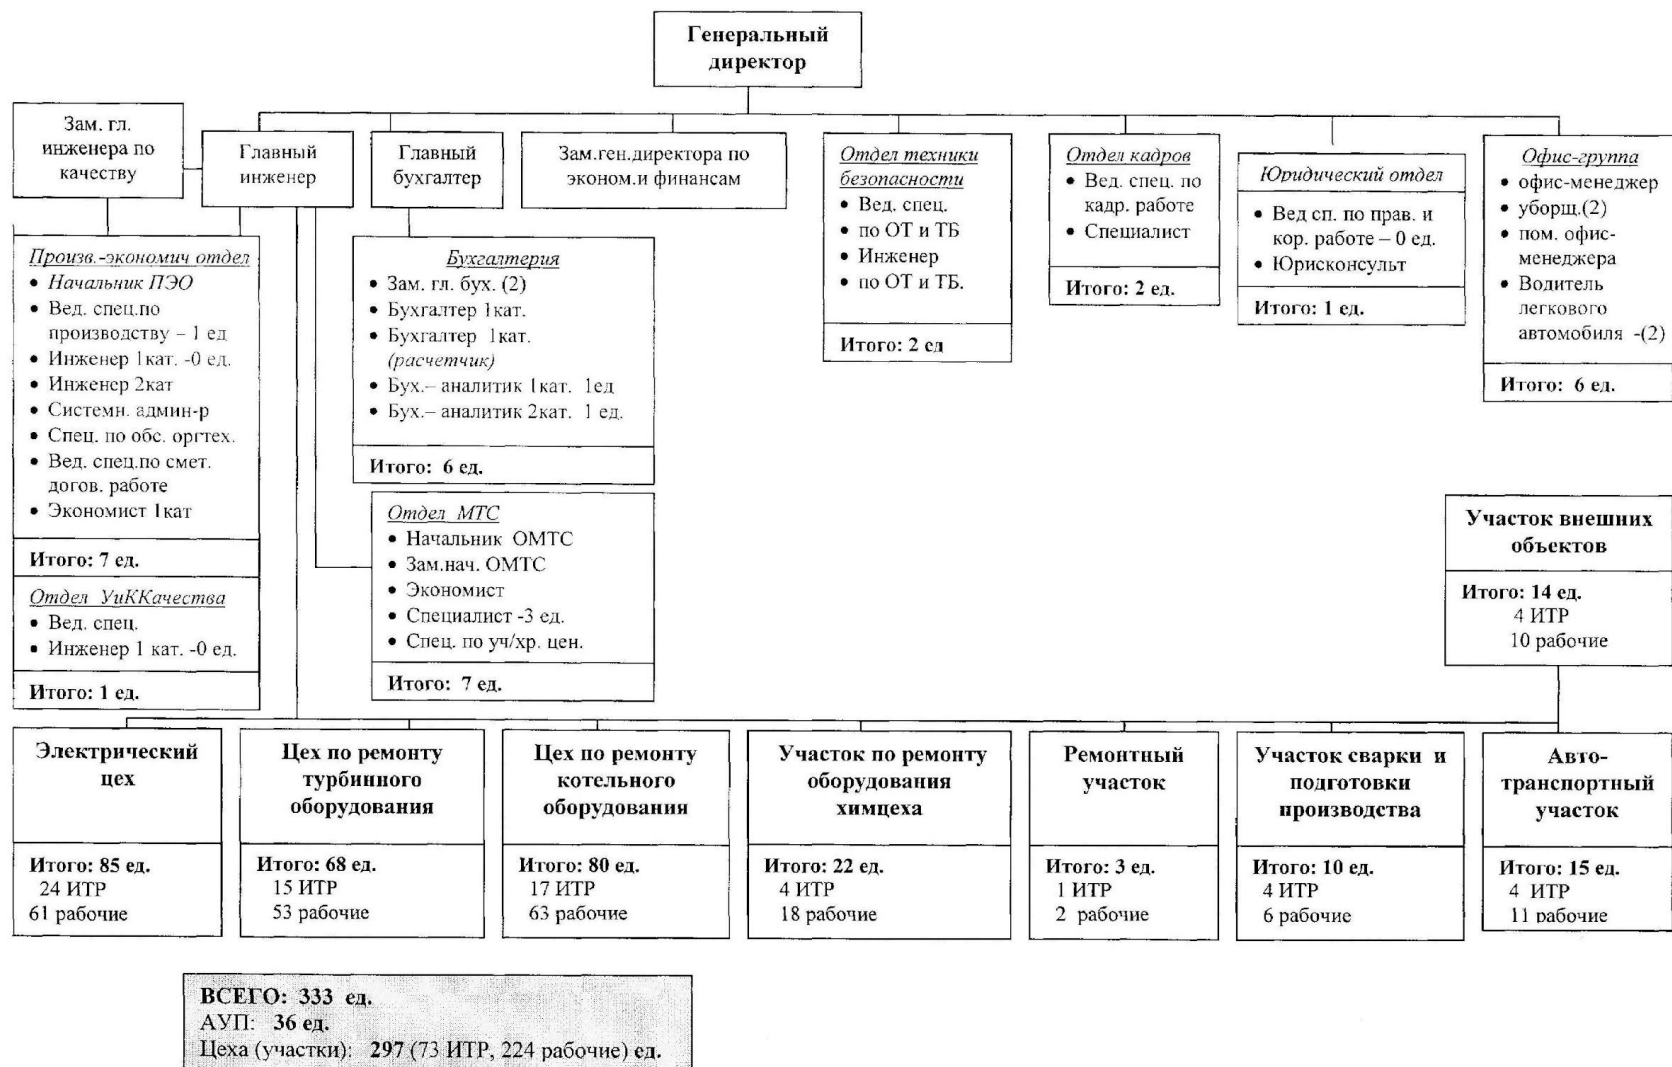 Генеральный
директор
Зам. гл.
инженера по
качеству
Главный
инженер
Главный
бухгалтер
Зам.ген.директора по
эконом.и финансам
Отдел техники
безопасности
• Вед. спец.
• по ОТ и ТБ
• Инженер
• по ОТ и ТБ.
Итого: 2 ед
Отдел кадров
• Вед. спец. по
кадр. работе
• Специалист
Итого: 2 ед.
Юридический отдел
• Вед сп. по прав. и
кор. работе – 0 ед.
• Юрисконсульт
Итого: 1 ед.
Офис-группа
• офис-менеджер
• уборщ.(2)
• пом. офис-
менеджера
• Водитель
легкового
автомобиля -(2)
Итого: 6 ед.
Произв.-экономич отдел
• Начальник ПЭО
• Вед. спец.по
производству – 1 ед
• Инженер 1кат. -0 ед.
• Инженер 2кат
• Системн. админ-р
• Спец. по обс. оргтех.
• Вед. спец.по смет.
догов. работе
• Экономист 1кат
Итого: 7 ед.
Отдел УиККачества
• Вед. спец.
• Инженер 1 кат. -0 ед.
Итого: 1 ед.
Бухгалтерия
• Зам. гл. бух. (2)
• Бухгалтер 1кат.
• Бухгалтер 1кат.
(расчетчик)
• Бух.– аналитик 1кат. 1ед
• Бух.– аналитик 2кат. 1 ед.
Итого: 6 ед.
Отдел МТС
• Начальник ОМТС
• Зам.нач. ОМТС
• Экономист
• Специалист -3 ед.
• Спец. по уч/хр. цен.
Итого: 7 ед.
Участок внешних
объектов
Итого: 14 ед.
4 ИТР
10 рабочие
Электрический
цех
Итого: 85 ед.
24 ИТР
61 рабочие
Цех по ремонту
турбинного
оборудования
Итого: 68 ед.
15 ИТР
53 рабочие
Цех по ремонту
котельного
оборудования
Итого: 80 ед.
17 ИТР
63 рабочие
Участок по ремонту
оборудования
химцеха
Итого: 22 ед.
4 ИТР
18 рабочие
Ремонтный
участок
Итого: 3 ед.
1 ИТР
2 рабочие
Участок сварки и
подготовки
производства
Итого: 10 ед.
4 ИТР
6 рабочие
Авто-
транспортный
участок
Итого: 15 ед.
4 ИТР
11 рабочие
ВСЕГО: 333 ед.
АУП: 36 ед.
Цеха (участки): 297 (73 ИТР, 224 рабочие) ед.